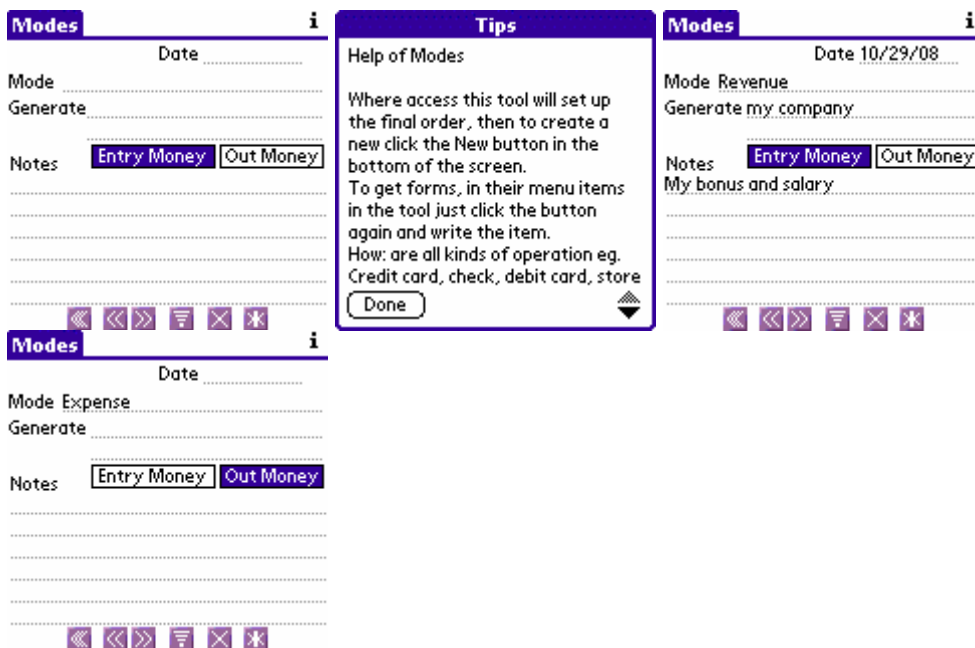 Modes i
Date
Mode
Generate
Notes Entry Money Out Money
Tips
Help of Modes
Where access this tool will set up
the final order, then to create a
new click the New button in the
bottom of the screen.
To get forms, in their menu items
in the tool just click the button
again and write the item.
How: are all kinds of operation eg.
Credit card, check, debit card, store
Done
Modes i
Date 10/29/08
Mode Revenue
Generate my company
Notes Entry Money Out Money
My bonus and salary
Modes i
Date
Mode Expense
Generate
Notes Entry Money Out Money